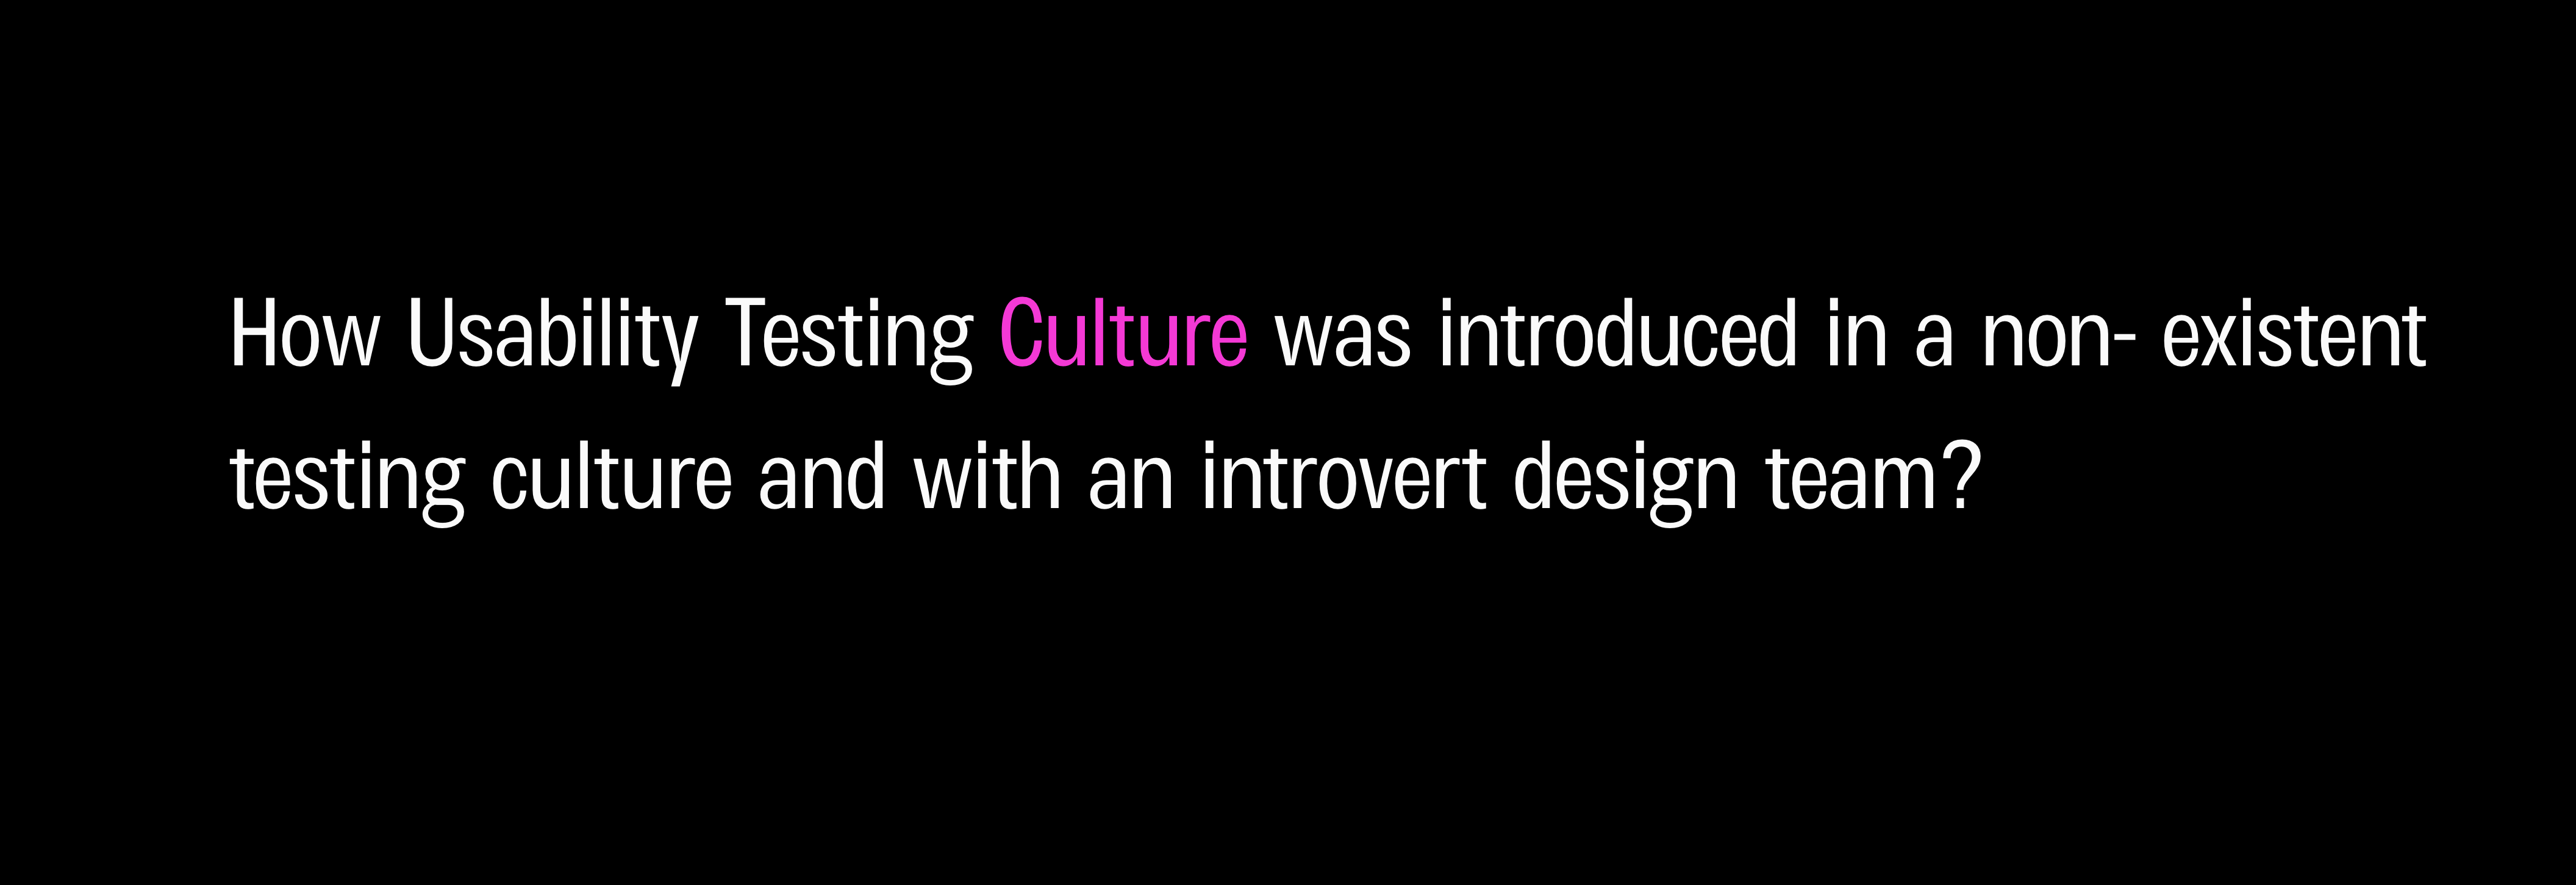 How Usability Testing Culture was introduced in a non- existent
testing culture and with an introvert design team?